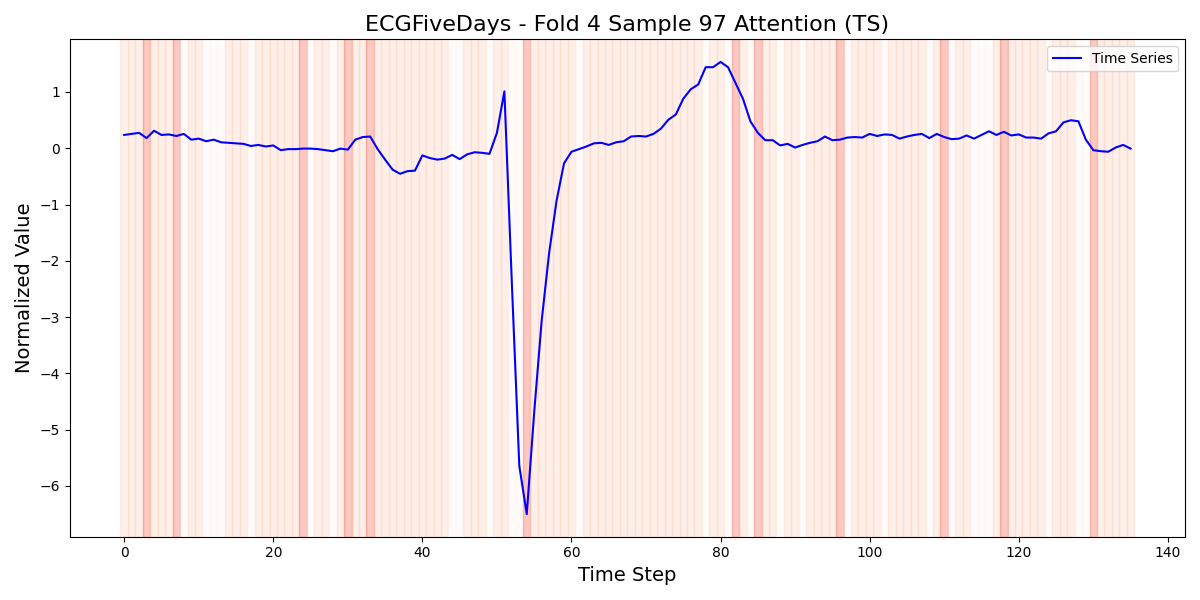 ECGFiveDays - Fold 4 Sample 97 Attention (TS)
Time Series
Normalized Value
1
0
−1
−2
−3
−4
−5
−6
0 20 40 60 80 100 120 140
Time Step